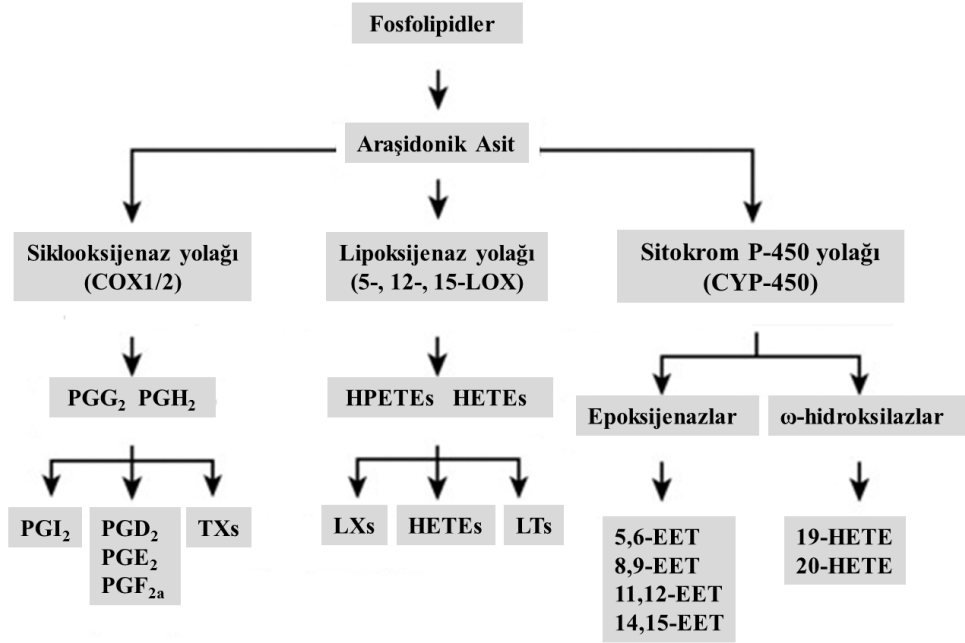 Fosfolipidler
Araşidonik Asit
Siklooksijenaz yolağı
(COX1/2)
Lipoksijenaz yolağı
(5-, 12-, 15-LOX)
Sitokrom P-450 yolağı
(CYP-450)
PGG₂ PGH₂
HPETEs HETEs
Epoksijenazlar
ω-hidroksilazlar
PGI₂
PGD₂
PGE₂
PGF₂a
TXs
LXs
HETEs
LTs
5,6-EET
8,9-EET
11,12-EET
14,15-EET
19-HETE
20-HETE